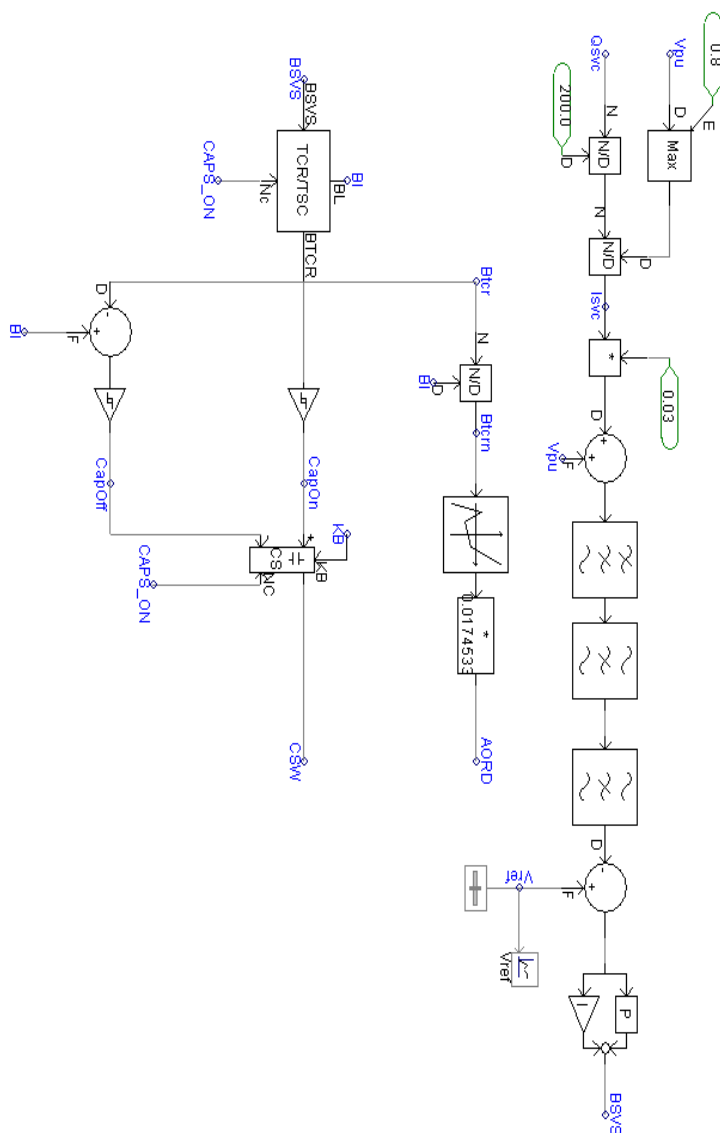 0.8
E
Vpu
D
Max
D
0.03
Qsvc
N
N/D
N
N/D
Isvc
*
D
+
D
-
P
I
BSVS
200.0
D
Vpu
F
+
Vref
F
+
Vref
Btcr
N
N/D
Btcrn
*
0.0174533
AORD
BI
D
BI
BL
KB
KB
BSVS
BSVS
TCR/TSC
BTCR
CapOn
+
CSW
CAPS_ON
Nc
CS
NC
D
-
CapOff
CAPS_ON
BI
F
+